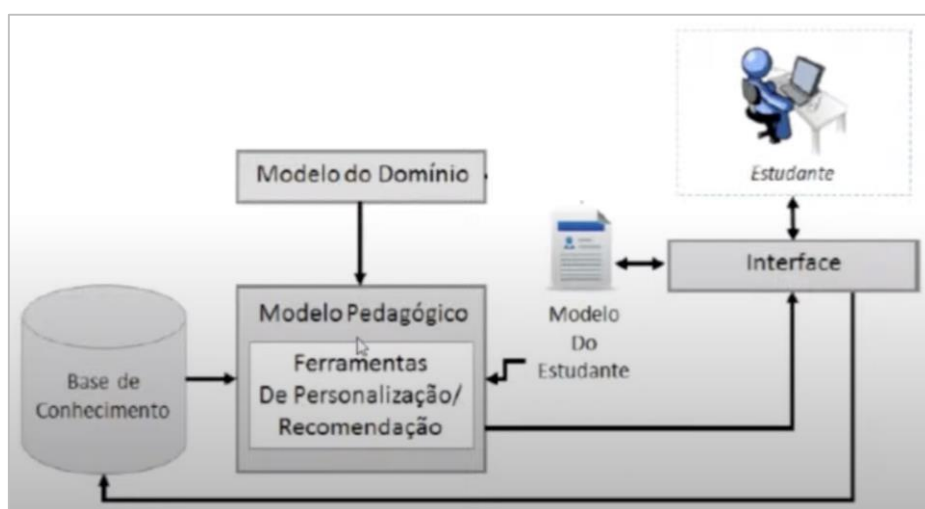 Estudante
Modelo do Domínio
Interface
Modelo Pedagógico
Modelo
Do
Estudante
Ferramentas
De Personalização/
Recomendação
Base de
Conhecimento